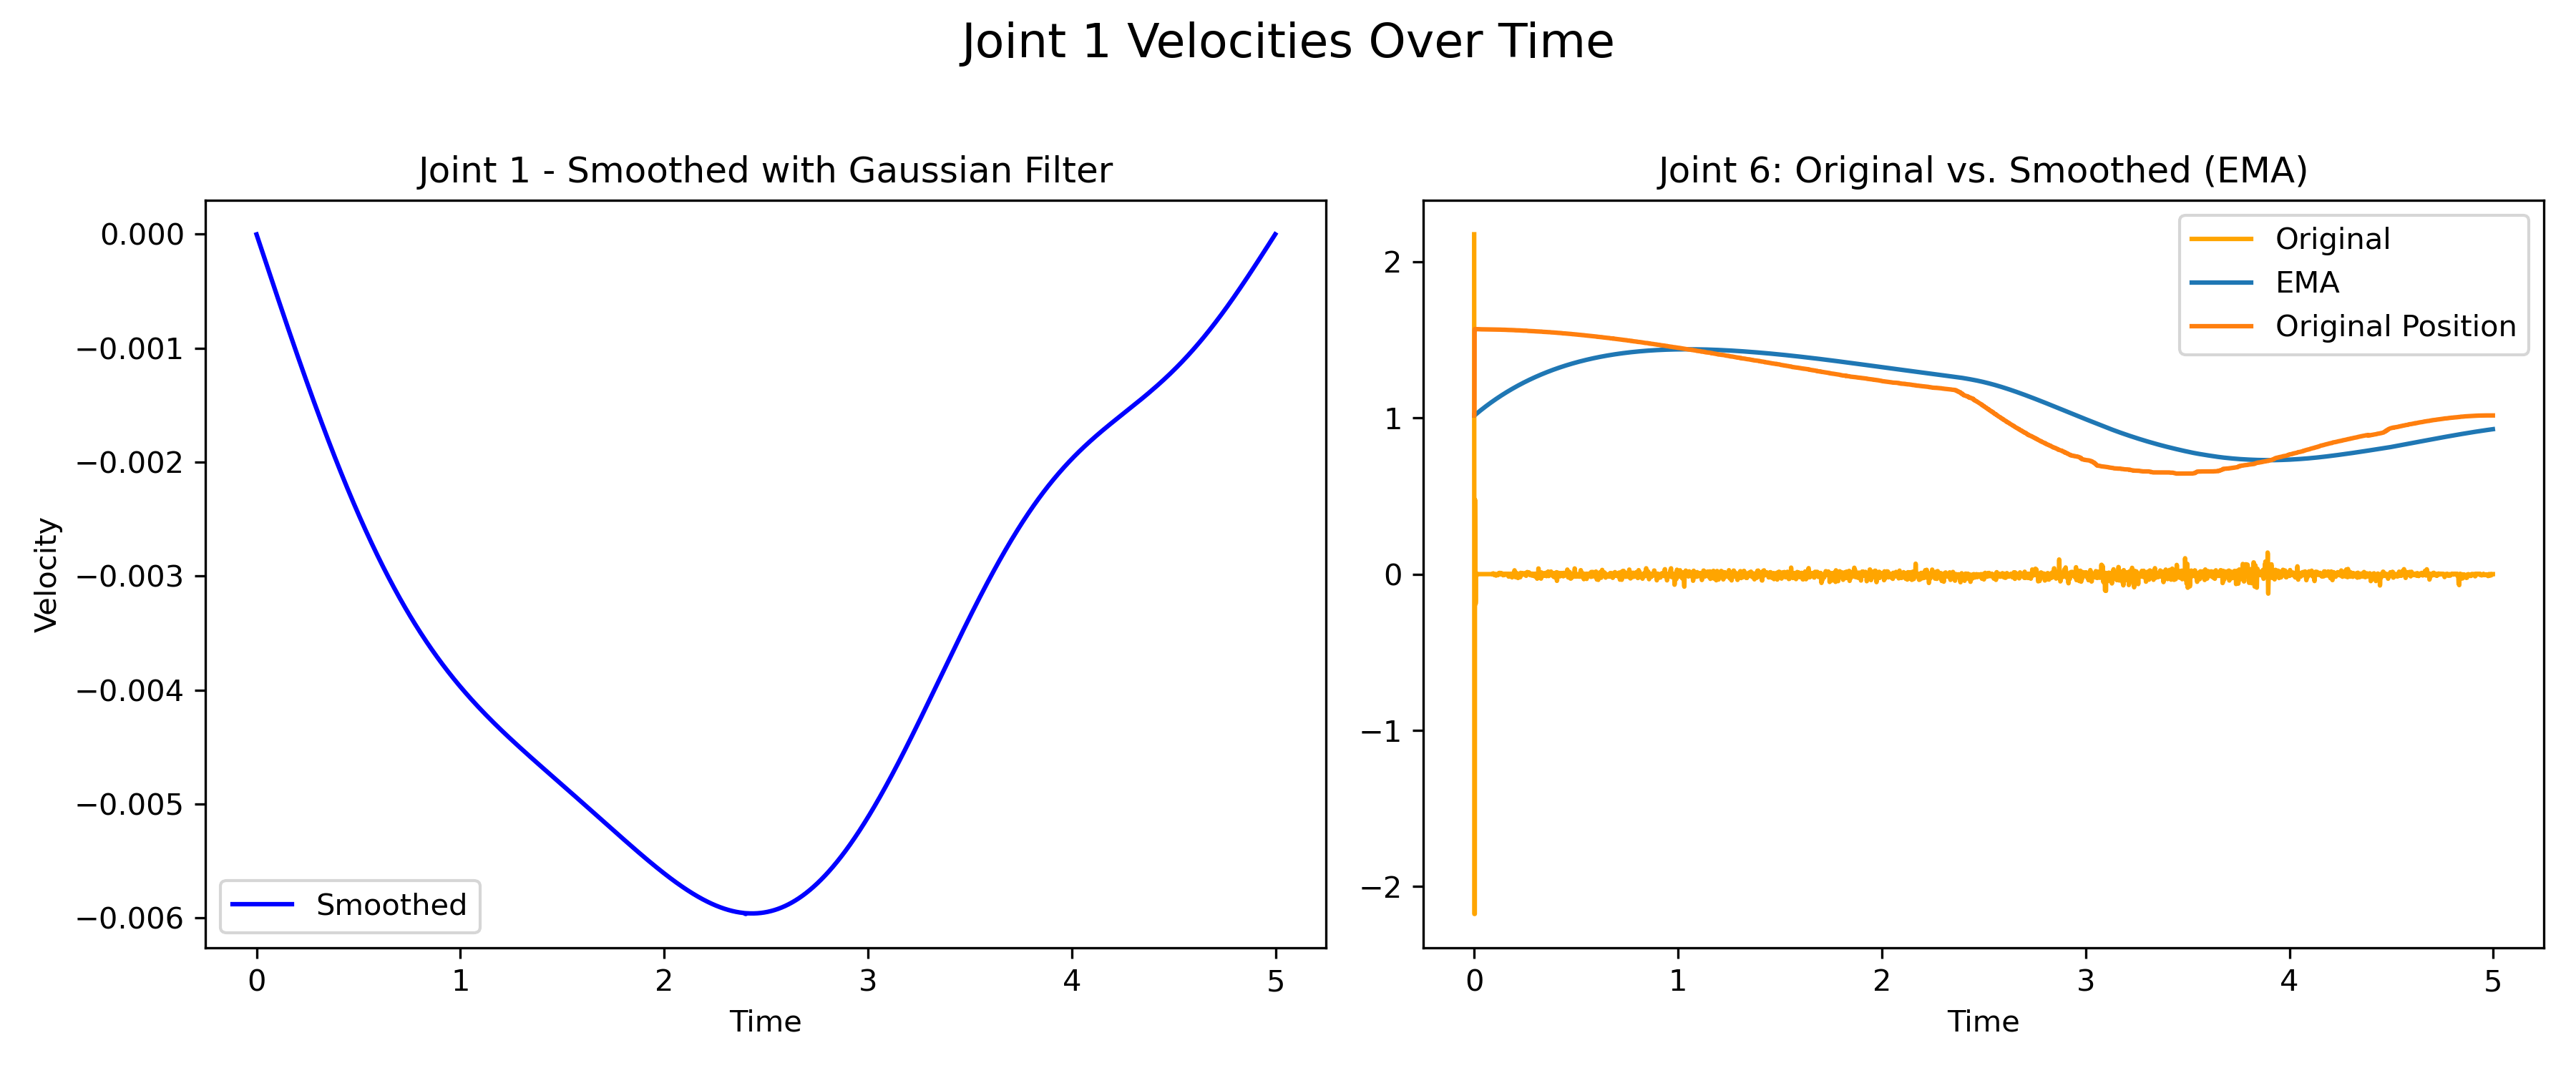 Joint 1 Velocities Over Time
Joint 1 - Smoothed with Gaussian Filter
Velocity
0.000
−0.001
−0.002
−0.003
−0.004
−0.005
−0.006
Smoothed
0 1 2 3 4 5
Time
Joint 6: Original vs. Smoothed (EMA)
Original
EMA
Original Position
2
1
0
−1
−2
0 1 2 3 4 5
Time